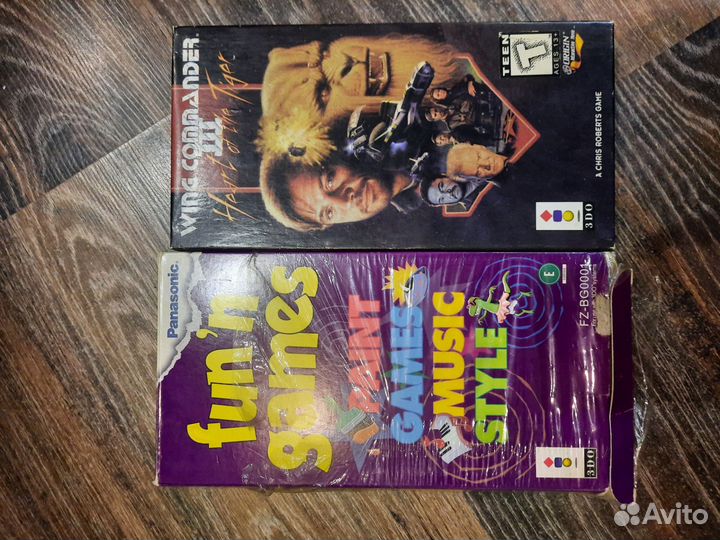 WING COMMANDER
III
Heart of the Tiger
TEEN
T
AGES 13+
ORIGIN
A CHRIS ROBERTS GAME
3DO
Panasonic
fun'n
games
PAINT
GAMES
MUSIC
STYLE
E
FZ-BG0001
3DO
Avito